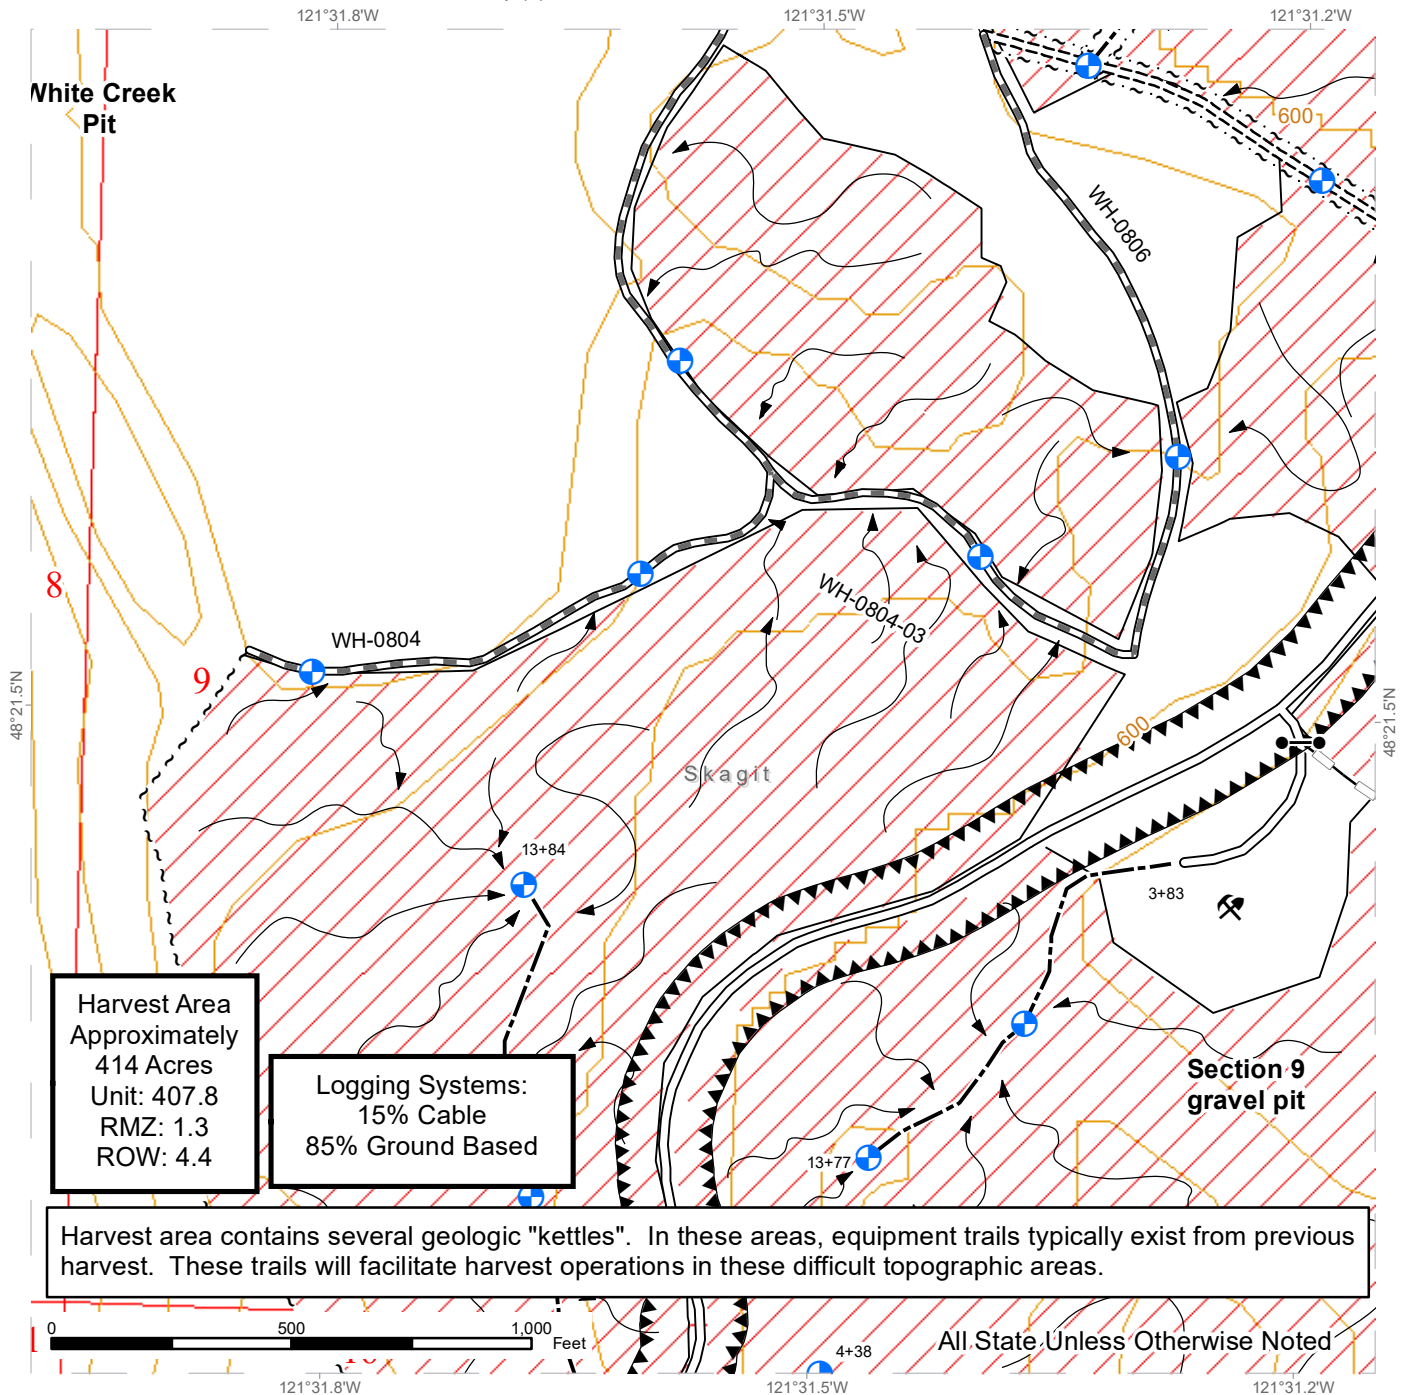 121°31.8'W
121°31.5'W
121°31.2'W
White Creek
Pit
600
WH-0806
8
WH-0804-03
WH-0804
9
48°21.5'N
48°21.5'N
600
Skagit
13+84
3+83
Harvest Area
Approximately
414 Acres
Unit: 407.8
RMZ: 1.3
ROW: 4.4
Logging Systems:
15% Cable
85% Ground Based
Section 9
gravel pit
13+77
Harvest area contains several geologic "kettles". In these areas, equipment trails typically exist from previous
harvest. These trails will facilitate harvest operations in these difficult topographic areas.
0
500
1,000
Feet
4+38
All State Unless Otherwise Noted
121°31.8'W
121°31.5'W
121°31.2'W